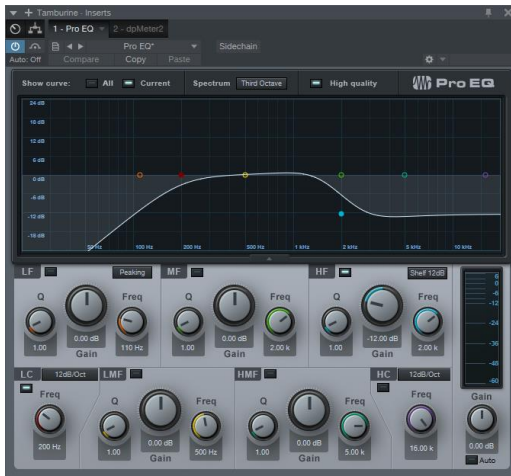 Tamburine - Inserts
1 - Pro EQ 2 - dpMeter2
Pro EQ* Sidechain
Auto: Off Compare Copy Paste
Show curve: All Current Spectrum Third Octave High quality Pro EQ
24 dB
18 dB
12 dB
6 dB
0 dB
-6 dB
-12 dB
-18 dB
50 Hz 100 Hz 200 Hz 500 Hz 1 kHz 2 kHz 5 kHz 10 kHz
LF Peaking MF HF Shelf 12dB
Q Freq Q Freq Q Freq
1.00 0.00 dB 110 Hz 1.00 0.00 dB 2.00 k 1.00 -12.00 dB 2.00 k
Gain Gain Gain
6
0
-6
-12
-24
-36
-48
-60
LC 12dB/Oct LMF HMF HC 12dB/Oct
Freq Q Freq Q Freq Freq Gain
200 Hz 1.00 0.00 dB 500 Hz 1.00 0.00 dB 5.00 k 16.00 k 0.00 dB
Gain Gain Auto